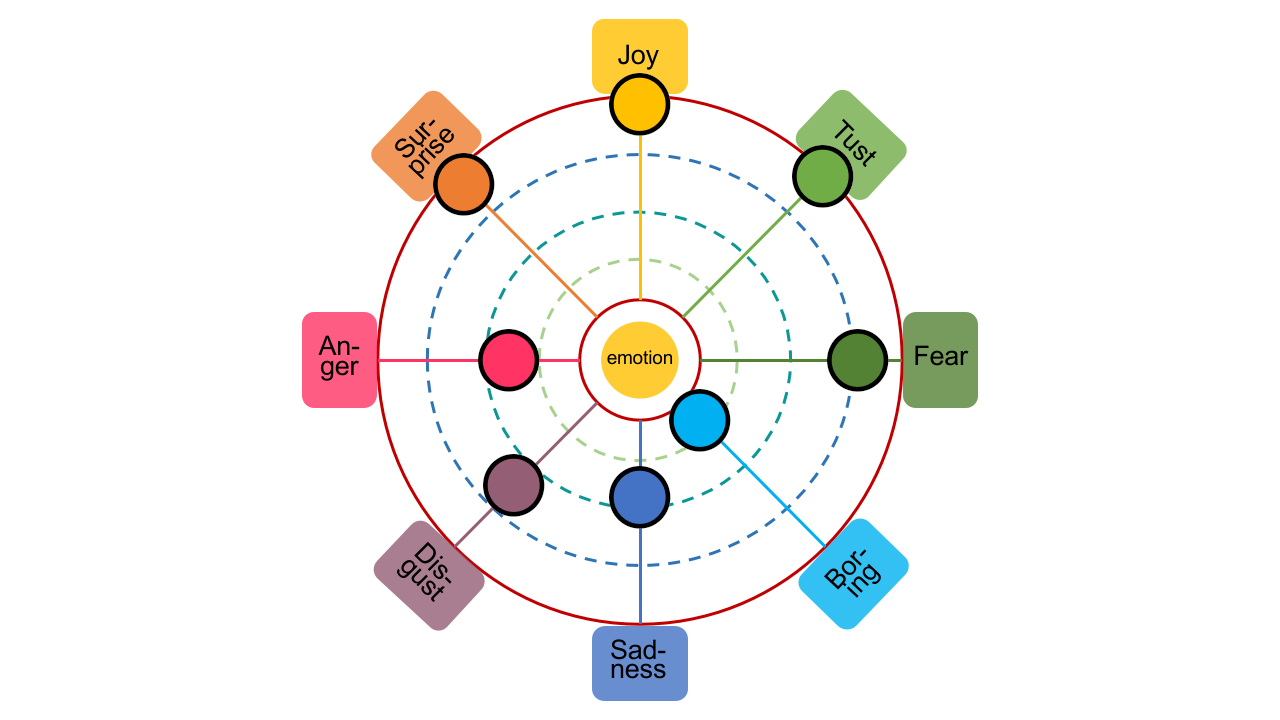 Joy
Sur-
prise
Tust
An-
ger
emotion
Fear
Dis-
gust
Bor-
ing
Sad-
ness